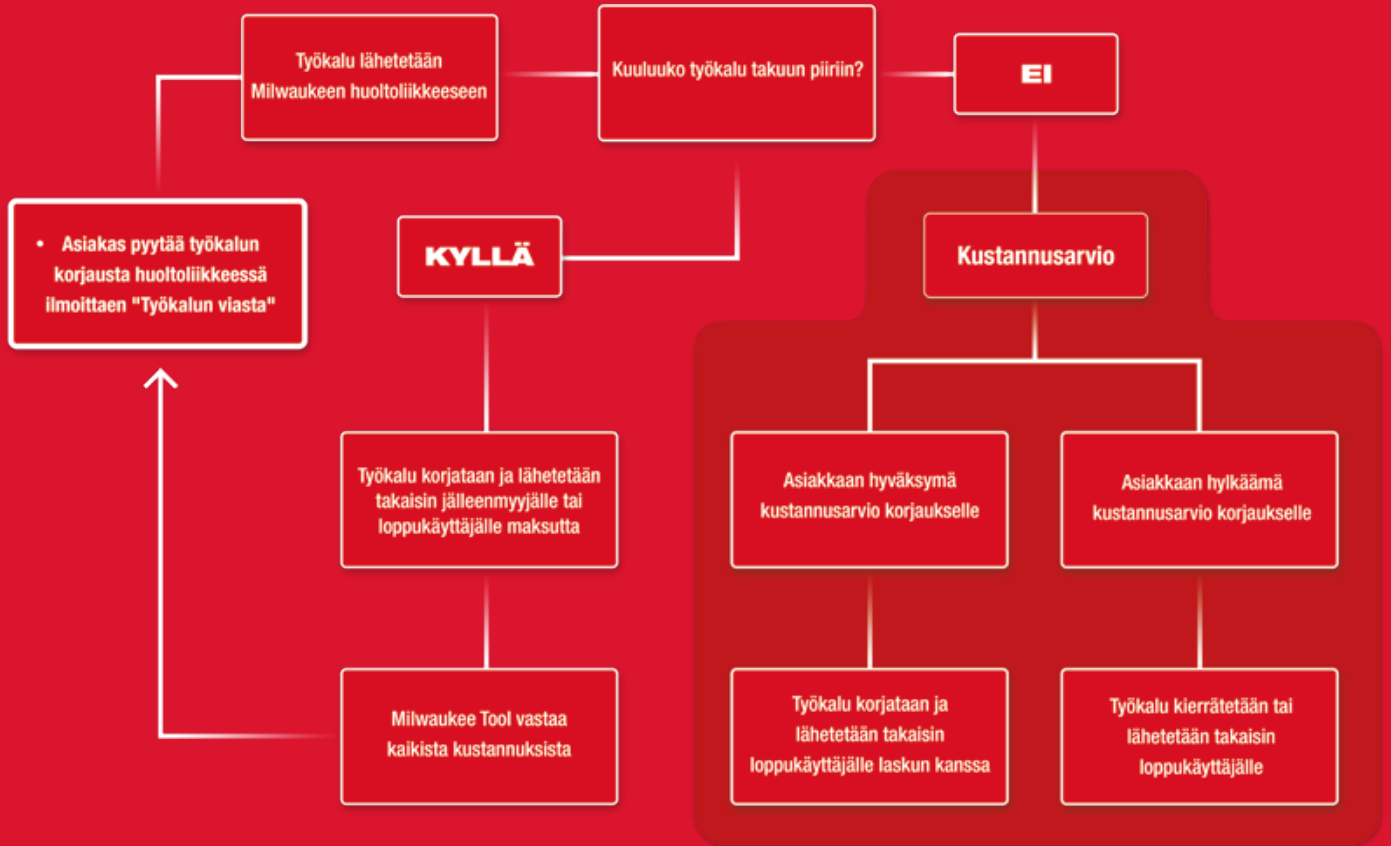 Työkalu lähetetään
Milwaukeen huoltoliikkeeseen
Kuuluuko työkalu takuun piiriin?
EI
• Asiakas pyytää työkalun
korjausta huoltoliikkeessä
ilmoittaen "Työkalun viasta"
KYLLÄ
Kustannusarvio
Työkalu korjataan ja lähetetään
takaisin jälleenmyyjälle tai
loppukäyttäjälle maksutta
Asiakkaan hyväksymä
kustannusarvio korjaukselle
Asiakkaan hylkäämä
kustannusarvio korjaukselle
Milwaukee Tool vastaa
kaikista kustannuksista
Työkalu korjataan ja
lähetetään takaisin
loppukäyttäjälle laskun kanssa
Työkalu kierrätetään tai
lähetetään takaisin
loppukäyttäjälle